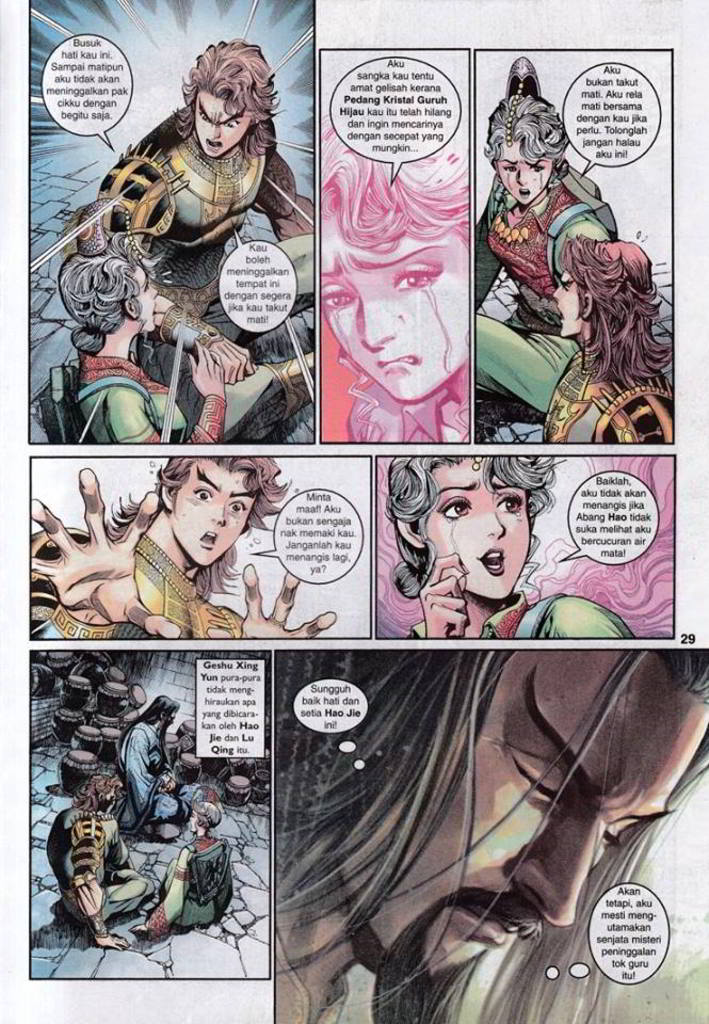 Busuk
hati kau ini.
Sampai matipun
aku tidak akan
meninggalkan pak
cikku dengan
begitu saja.
Kau
boleh
meninggalkan
tempat ini
dengan segera
jika kau takut
mati!
Aku
sangka kau tentu
amat gelisah kerana
Pedang Kristal Guruh
Hijau kau itu telah hilang
dan ingin mencarinya
dengan secepat yang
mungkin...
Aku
bukan takut
mati. Aku rela
mati bersama
dengan kau jika
perlu. Tolonglah
jangan halau
aku ini!
Minta
maaf! Aku
bukan sengaja
nak memaki kau.
Janganlah kau
menangis lagi,
ya?
Baiklah,
aku tidak akan
menangis jika
Abang Hao tidak
suka melihat aku
bercucuran air
mata!
29
Geshu Xing
Yun pura-pura
tidak meng-
hiraukan apa
yang dibicara-
kan oleh Hao
Jie dan Lu
Qing itu.
Sungguh
baik hati dan
setia Hao Jie
ini!
Akan
tetapi, aku
mesti meng-
utamakan
senjata misteri
peninggalan
tok guru
itu!